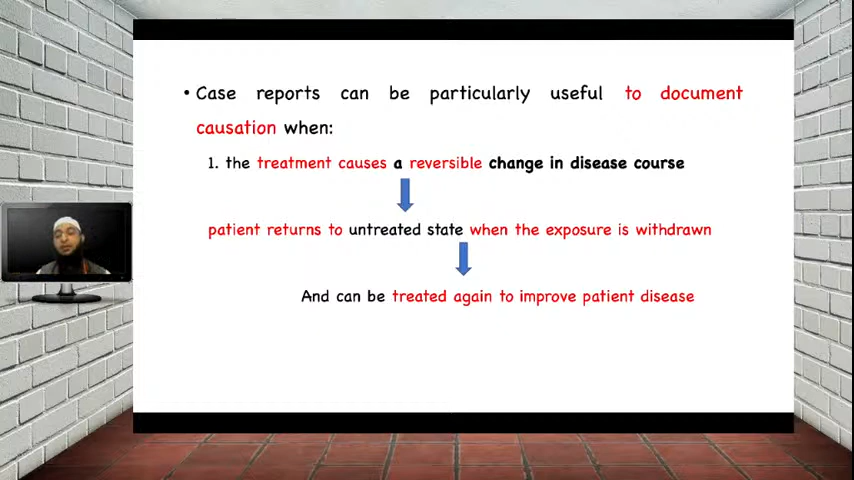 • Case reports can be particularly useful to document
causation when:
1. the treatment causes a reversible change in disease course
patient returns to untreated state when the exposure is withdrawn
And can be treated again to improve patient disease